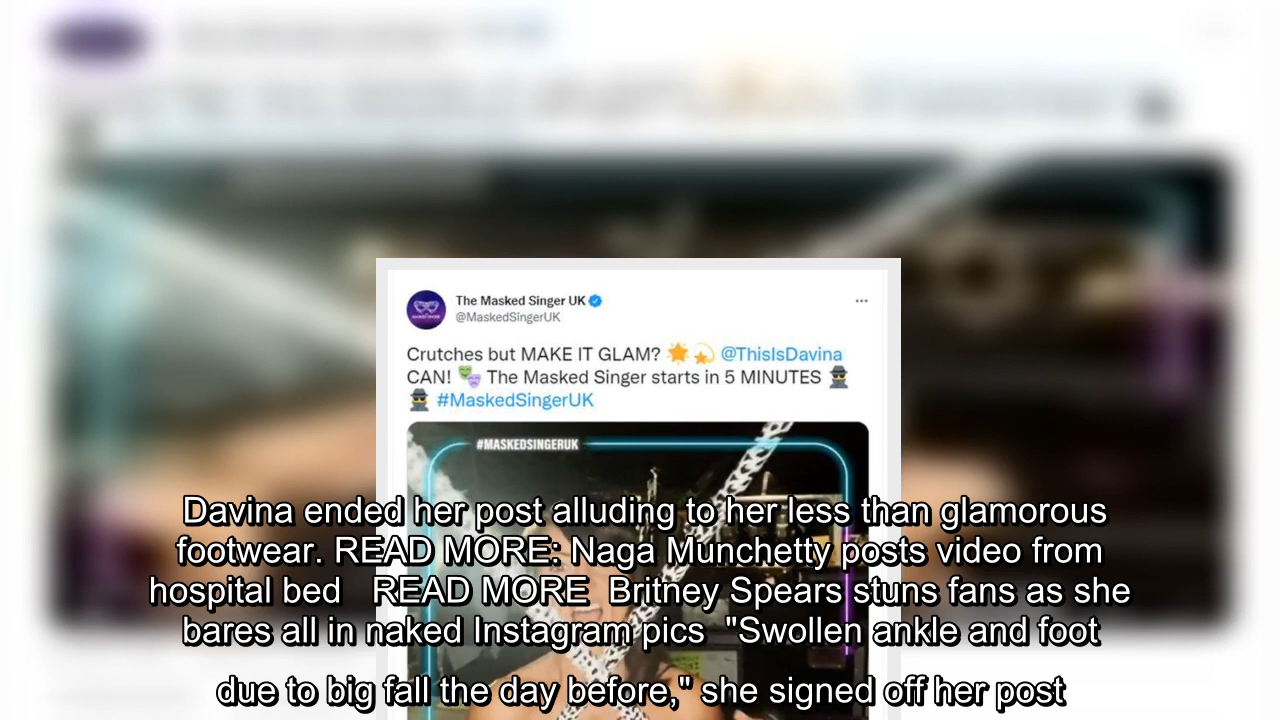 The Masked Singer UK
@MaskedSingerUK
Crutches but MAKE IT GLAM? 🌟 💫 @ThisIsDavina
CAN! 🎭 The Masked Singer starts in 5 MINUTES 🕵
🕵 #MaskedSingerUK
#MASKEDSINGERUK
Davina ended her post alluding to her less than glamorous
footwear. READ MORE: Naga Munchetty posts video from
hospital bed   READ MORE  Britney Spears stuns fans as she
bares all in naked Instagram pics  "Swollen ankle and foot
due to big fall the day before," she signed off her post